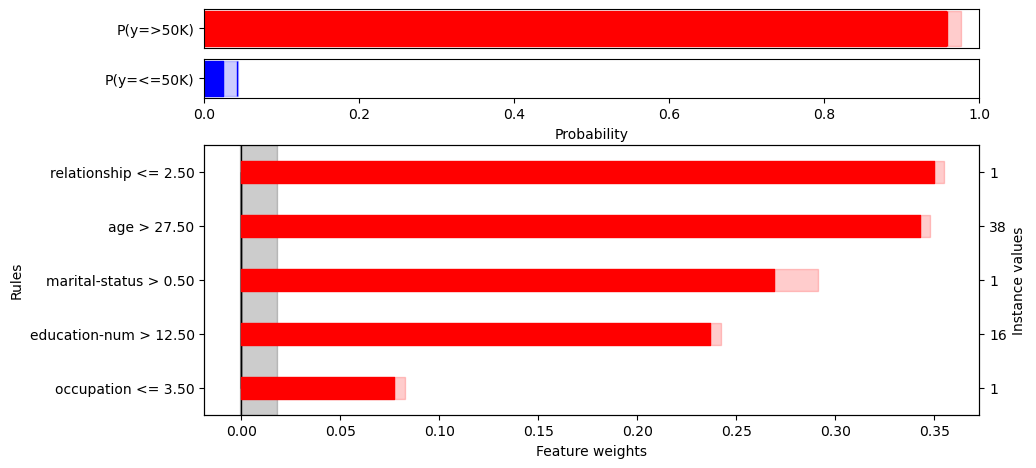 P(y=>50K)
P(y=<=50K)
0.0 0.2 0.4 0.6 0.8 1.0
Probability
relationship <= 2.50 1
age > 27.50 38
marital-status > 0.50 1
education-num > 12.50 16
occupation <= 3.50 1
Rules
Instance values
0.00 0.05 0.10 0.15 0.20 0.25 0.30 0.35
Feature weights